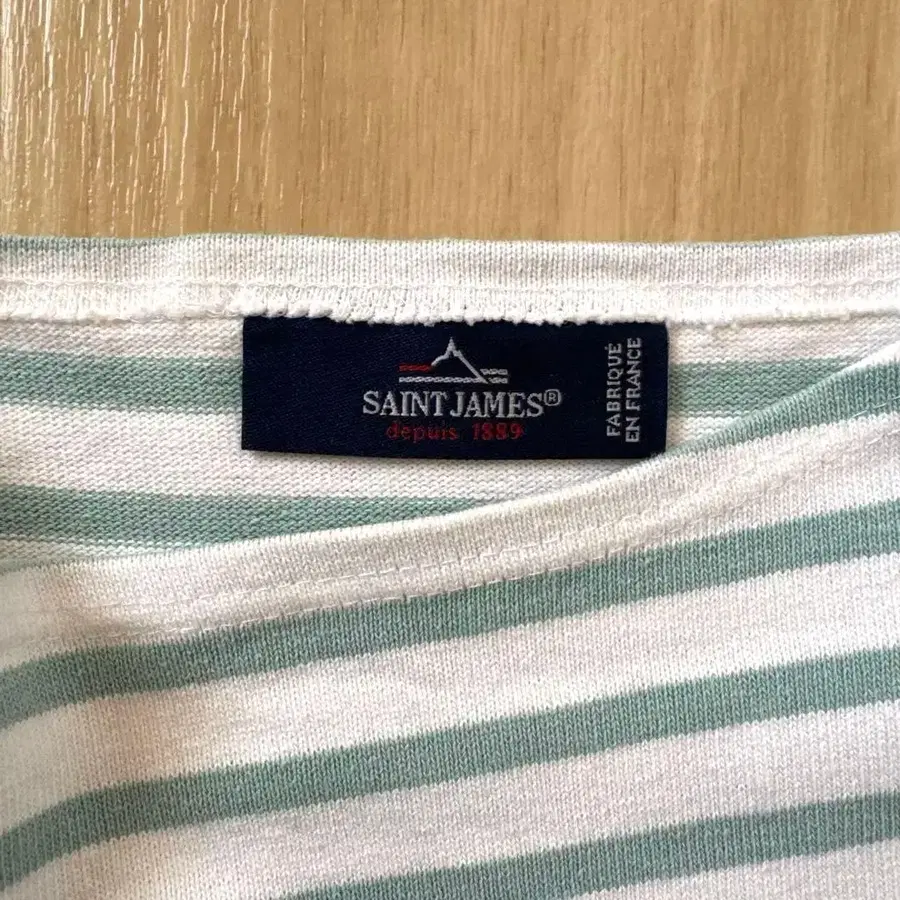 SAINT JAMES®
depuis 1889
FABRIQUÉ
EN FRANCE